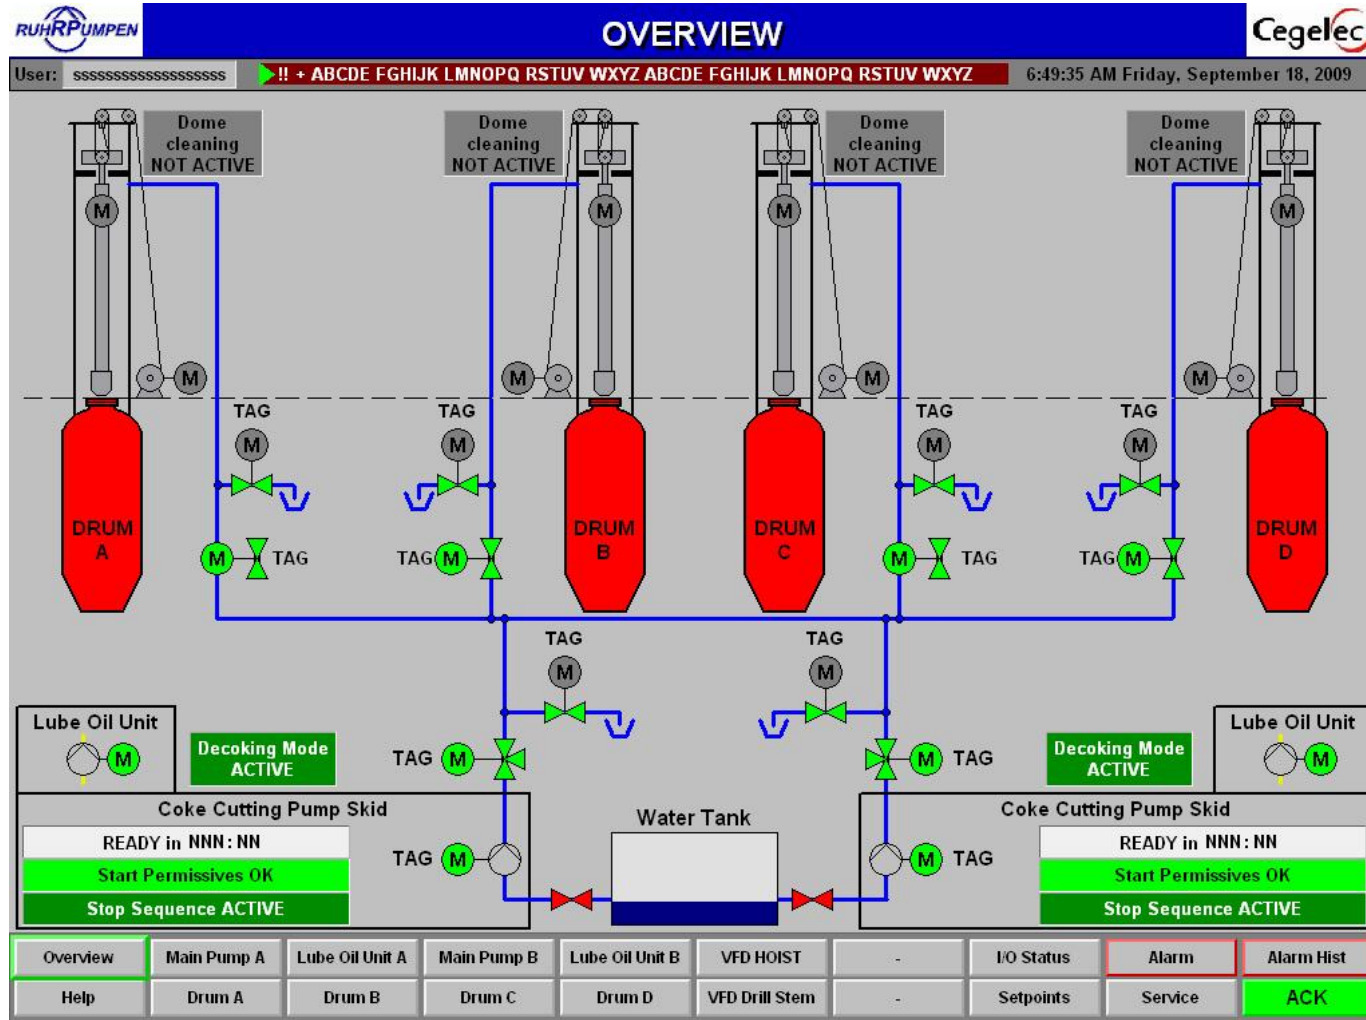 RUHRPUMPEN
OVERVIEW
Cegelec
User: sssssssssssssssssss
!! + ABCDE FGHIJK LMNOPQ RSTUV WXYZ ABCDE FGHIJK LMNOPQ RSTUV WXYZ
6:49:35 AM Friday, September 18, 2009
Dome
cleaning
NOT ACTIVE
Dome
cleaning
NOT ACTIVE
Dome
cleaning
NOT ACTIVE
Dome
cleaning
NOT ACTIVE
M
M
M
M
M
M
M
M
TAG
TAG
TAG
TAG
M
M
M
M
DRUM
A
DRUM
B
DRUM
C
DRUM
D
M TAG
TAG M
M TAG
TAG M
TAG
TAG
M
M
Lube Oil Unit
M
Decoking Mode
ACTIVE
TAG M
M TAG
Decoking Mode
ACTIVE
Lube Oil Unit
M
Coke Cutting Pump Skid
READY in NNN : NN
Start Permissives OK
Stop Sequence ACTIVE
TAG M
Water Tank
M TAG
Coke Cutting Pump Skid
READY in NNN : NN
Start Permissives OK
Stop Sequence ACTIVE
Overview Main Pump A Lube Oil Unit A Main Pump B Lube Oil Unit B VFD HOIST - I/O Status Alarm Alarm Hist
Help Drum A Drum B Drum C Drum D VFD Drill Stem - Setpoints Service ACK